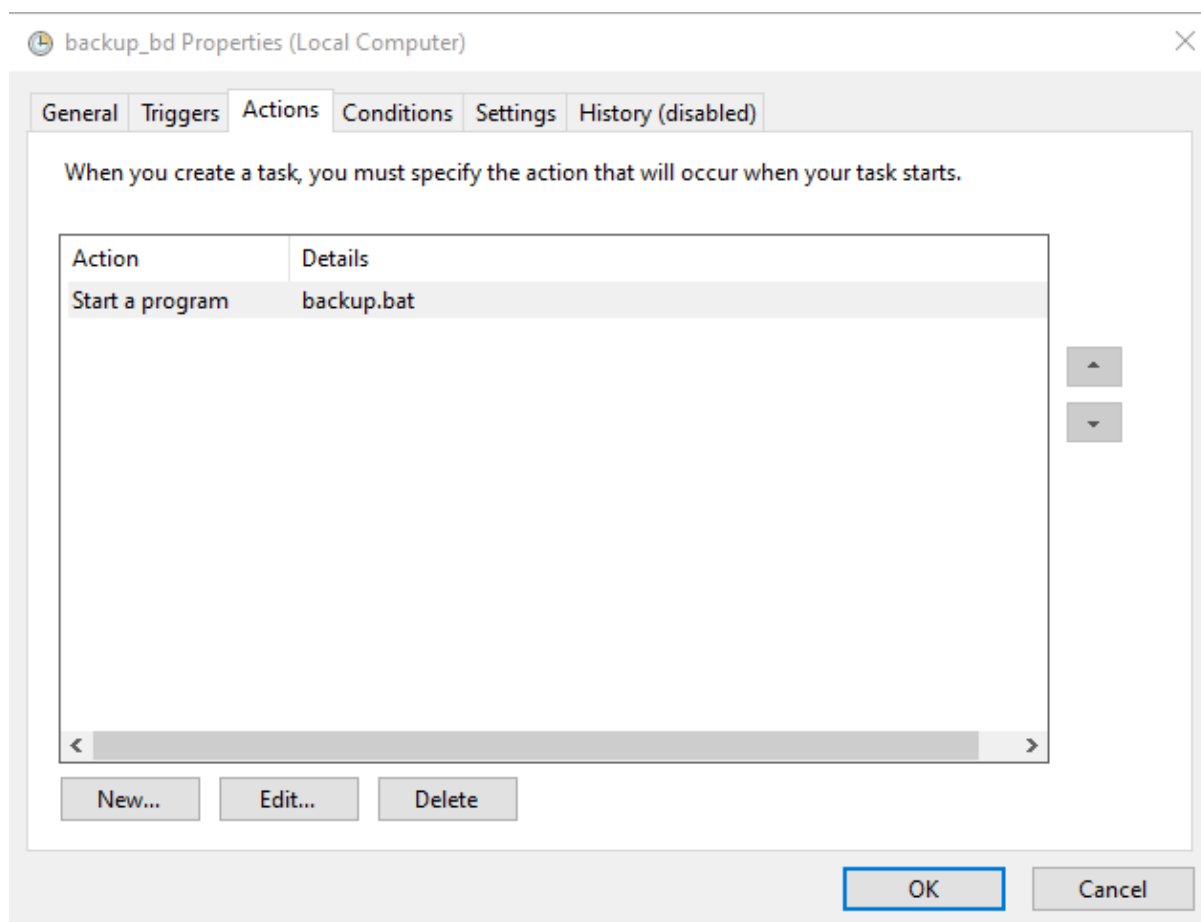 backup_bd Properties (Local Computer)
General Triggers Actions Conditions Settings History (disabled)
When you create a task, you must specify the action that will occur when your task starts.
Action Details
Start a program backup.bat
New... Edit... Delete
OK Cancel